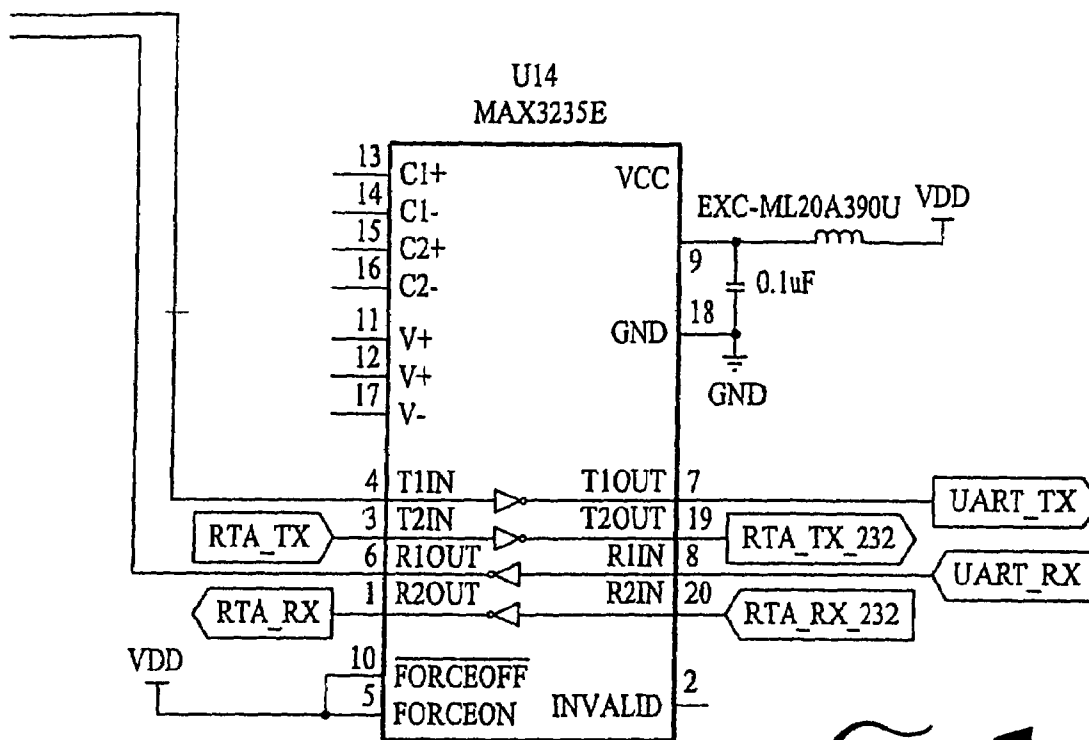 U14
MAX3235E
13 C1+
14 C1-
15 C2+
16 C2-
11 V+
12 V+
17 V-
VCC
EXC-ML20A390U
VDD
9
0.1uF
18
GND
GND
4 T1IN T1OUT 7
UART_TX
RTA_TX 3 T2IN T2OUT 19 RTA_TX_232
6 R1OUT R1IN 8
UART_RX
RTA_RX 1 R2OUT R2IN 20 RTA_RX_232
VDD
10 FORCEOFF
5 FORCEON
INVALID 2